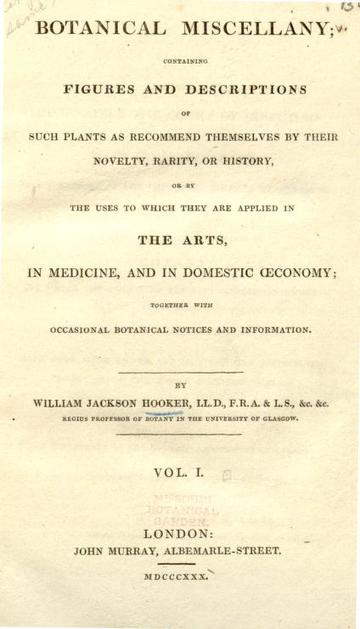 BOTANICAL MISCELLANY;
CONTAINING
FIGURES AND DESCRIPTIONS
OF
SUCH PLANTS AS RECOMMEND THEMSELVES BY THEIR
NOVELTY, RARITY, OR HISTORY,
OR BY
THE USES TO WHICH THEY ARE APPLIED IN
THE ARTS,
IN MEDICINE, AND IN DOMESTIC ŒCONOMY;
TOGETHER WITH
OCCASIONAL BOTANICAL NOTICES AND INFORMATION.
BY
WILLIAM JACKSON HOOKER, LL.D., F.R.A. & L.S., &c. &c.
REGIUS PROFESSOR OF BOTANY IN THE UNIVERSITY OF GLASGOW.
VOL. I.
MISSOURI
BOTANICAL
GARDEN.
LONDON:
JOHN MURRAY, ALBEMARLE-STREET.
MDCCCXXX.